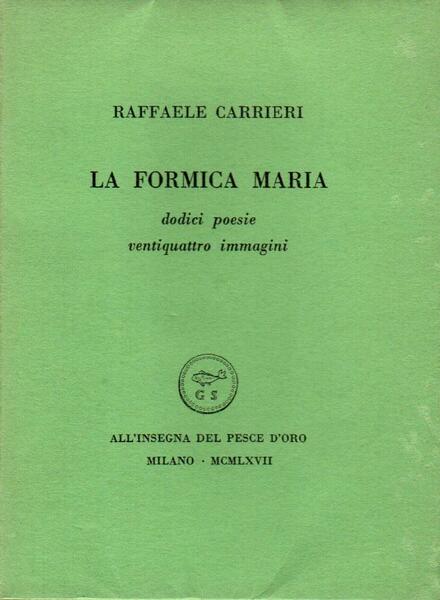 RAFFAELE CARRIERI
LA FORMICA MARIA
dodici poesie
ventiquattro immagini
G S
ALL'INSEGNA DEL PESCE D'ORO
MILANO · MCMLXVII